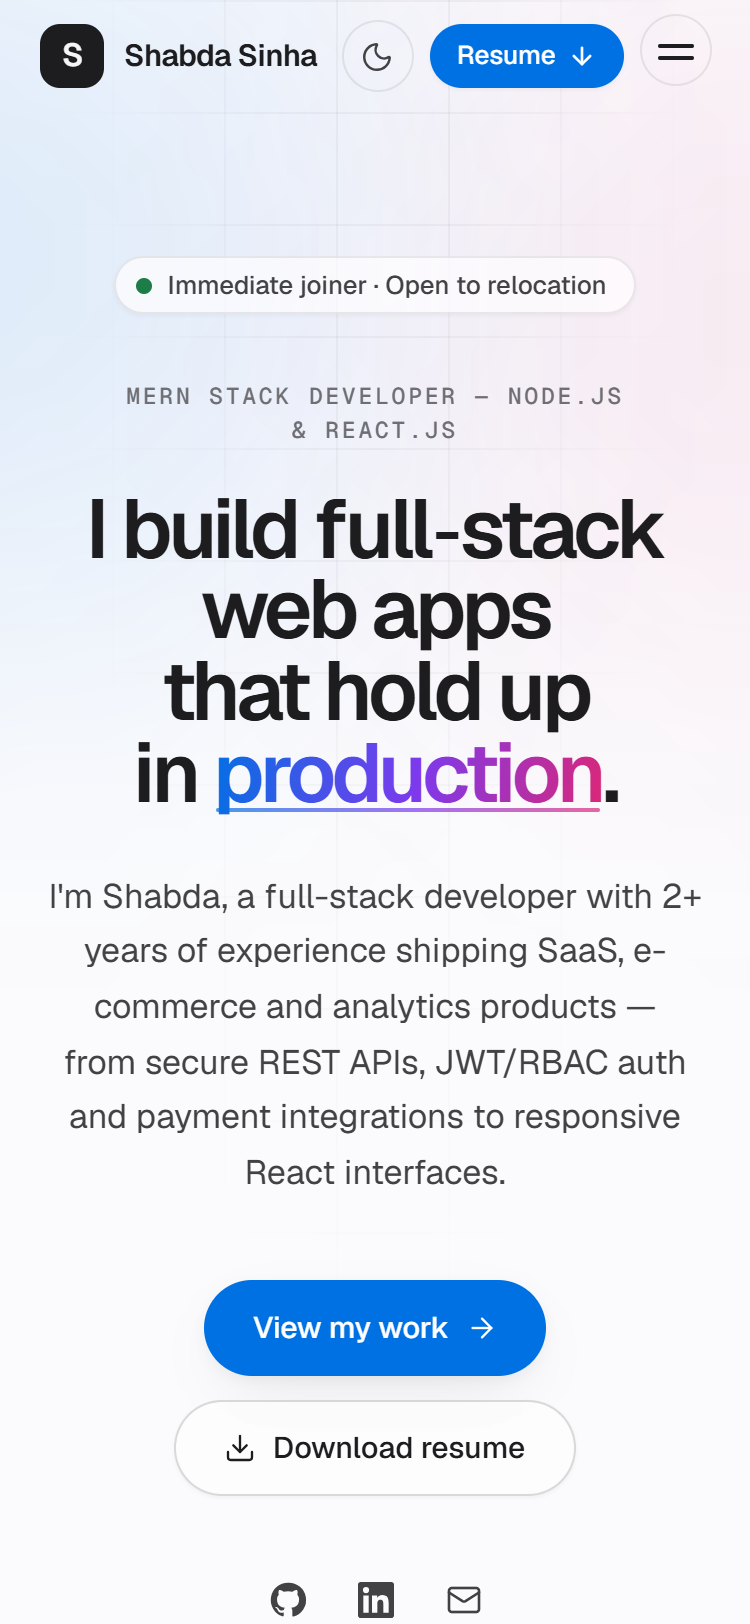 S Shabda Sinha Resume
Immediate joiner · Open to relocation
MERN STACK DEVELOPER — NODE.JS
& REACT.JS
I build full-stack
web apps
that hold up
in production.
I'm Shabda, a full-stack developer with 2+
years of experience shipping SaaS, e-
commerce and analytics products —
from secure REST APIs, JWT/RBAC auth
and payment integrations to responsive
React interfaces.
View my work
Download resume
in